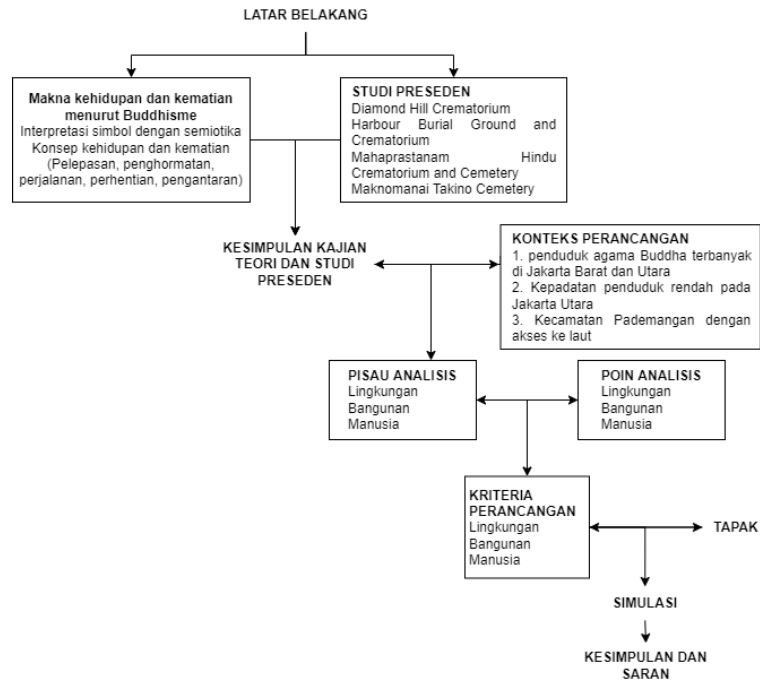 LATAR BELAKANG
Makna kehidupan dan kematian
menurut Buddhisme
Interpretasi simbol dengan semiotika
Konsep kehidupan dan kematian
(Pelepasan, penghormatan,
perjalanan, perhentian, pengantaran)
STUDI PRESEDEN
Diamond Hill Crematorium
Harbour Burial Ground and
Crematorium
Mahaprastanam Hindu
Crematorium and Cemetery
Maknomanai Takino Cemetery
KESIMPULAN KAJIAN
TEORI DAN STUDI
PRESEDEN
KONTEKS PERANCANGAN
1. penduduk agama Buddha terbanyak
di Jakarta Barat dan Utara
2. Kepadatan penduduk rendah pada
Jakarta Utara
3. Kecamatan Pademangan dengan
akses ke laut
PISAU ANALISIS
Lingkungan
Bangunan
Manusia
POIN ANALISIS
Lingkungan
Bangunan
Manusia
KRITERIA
PERANCANGAN
Lingkungan
Bangunan
Manusia
TAPAK
SIMULASI
KESIMPULAN DAN
SARAN